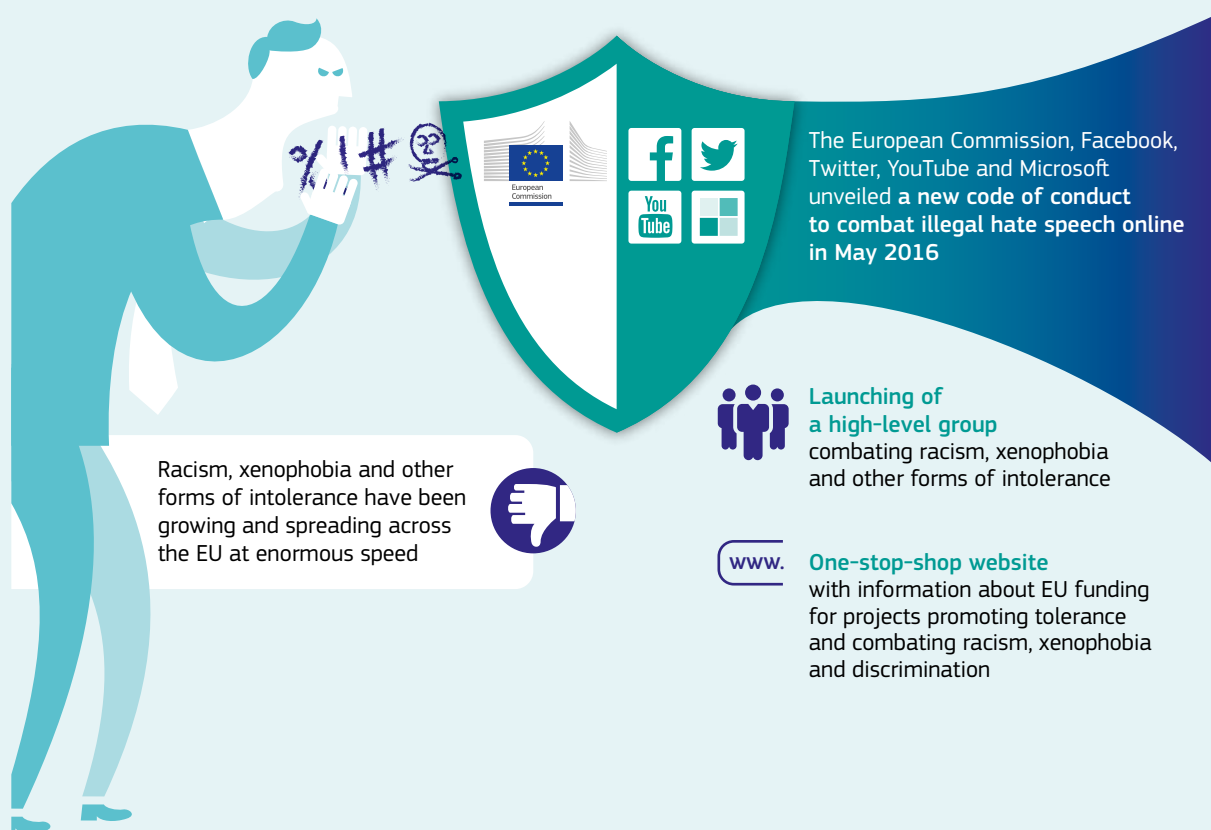 %!#
European
Commission
You
Tube
The European Commission, Facebook,
Twitter, YouTube and Microsoft
unveiled a new code of conduct
to combat illegal hate speech online
in May 2016
Racism, xenophobia and other
forms of intolerance have been
growing and spreading across
the EU at enormous speed
Launching of
a high-level group
combating racism, xenophobia
and other forms of intolerance
www.
One-stop-shop website
with information about EU funding
for projects promoting tolerance
and combating racism, xenophobia
and discrimination